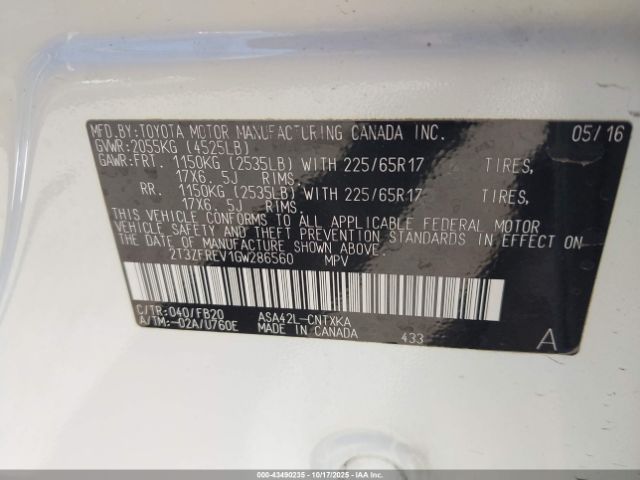 MFD.BY:TOYOTA MOTOR MANUFACTURING CANADA INC. 05/16
GVWR:2055KG (4525LB)
GAWR:FRT. 1150KG (2535LB) WITH 225/65R17 TIRES,
17X6.5J RIMS.
RR. 1150KG (2535LB) WITH 225/65R17 TIRES,
17X6.5J RIMS.
THIS VEHICLE CONFORMS TO ALL APPLICABLE FEDERAL MOTOR
VEHICLE SAFETY AND THEFT PREVENTION STANDARDS IN EFFECT ON
THE DATE OF MANUFACTURE SHOWN ABOVE.
2T3ZFREV1GW286560 MPV
C/TR:040/FB20 ASA42L-CNTXKA
A/TM:-02A/U760E MADE IN CANADA 433 A
000-43490235 - 10/17/2025 - IAAI